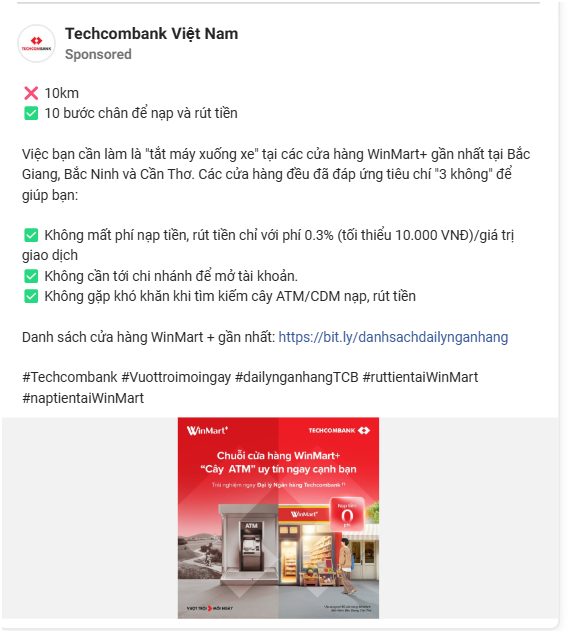 Techcombank Việt Nam
TECHCOMBANK
Sponsored
❌ 10km
✅ 10 bước chân để nạp và rút tiền
Việc bạn cần làm là "tắt máy xuống xe" tại các cửa hàng WinMart+ gần nhất tại Bắc
Giang, Bắc Ninh và Cần Thơ. Các cửa hàng đều đã đáp ứng tiêu chí "3 không" để
giúp bạn:
✅ Không mất phí nạp tiền, rút tiền chỉ với phí 0.3% (tối thiểu 10.000 VNĐ)/giá trị
giao dịch
✅ Không cần tới chi nhánh để mở tài khoản.
✅ Không gặp khó khăn khi tìm kiếm cây ATM/CDM nạp, rút tiền
Danh sách cửa hàng WinMart + gần nhất: https://bit.ly/danhsachdailynganhang
#Techcombank #Vuottroimoingay #dailynganhangTCB #ruttientaiWinMart
#naptientaiWinMart
WinMart+
TECHCOMBANK
Chuỗi cửa hàng WinMart+
"Cây ATM" uy tín ngay cạnh bạn
Trải nghiệm ngay Đại lý Ngân hàng Techcombank
ATM
WinMart+
Nạp tiền
0
phí
VƯỢT TRỘI MỖI NGÀY